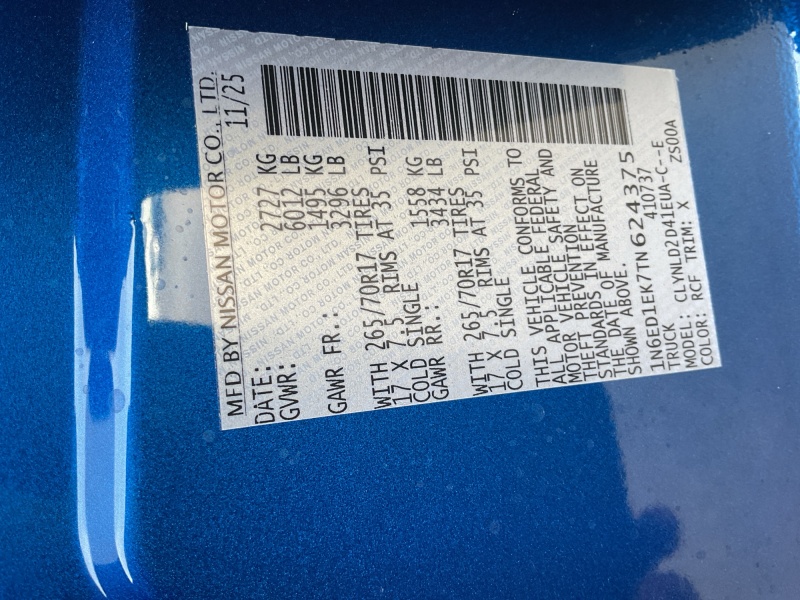 MFD BY NISSAN MOTOR CO., LTD.
DATE: 11/25
GVWR: 2727 KG
6012 LB
GAWR FR.: 1495 KG
3296 LB
WITH 265/70R17 TIRES
17 X 7.5 RIMS AT 35 PSI
COLD SINGLE
GAWR RR.: 1558 KG
3434 LB
WITH 265/70R17 TIRES
17 X 7.5 RIMS AT 35 PSI
COLD SINGLE
THIS VEHICLE CONFORMS TO
ALL APPLICABLE FEDERAL
MOTOR VEHICLE SAFETY AND
THEFT PREVENTION
STANDARDS IN EFFECT ON
THE DATE OF MANUFACTURE
SHOWN ABOVE.
1N6ED1EK7TN624375
TRUCK 410737
MODEL: CLYNLD2D41EUA-C--E
COLOR: RCF TRIM: X ZS00A